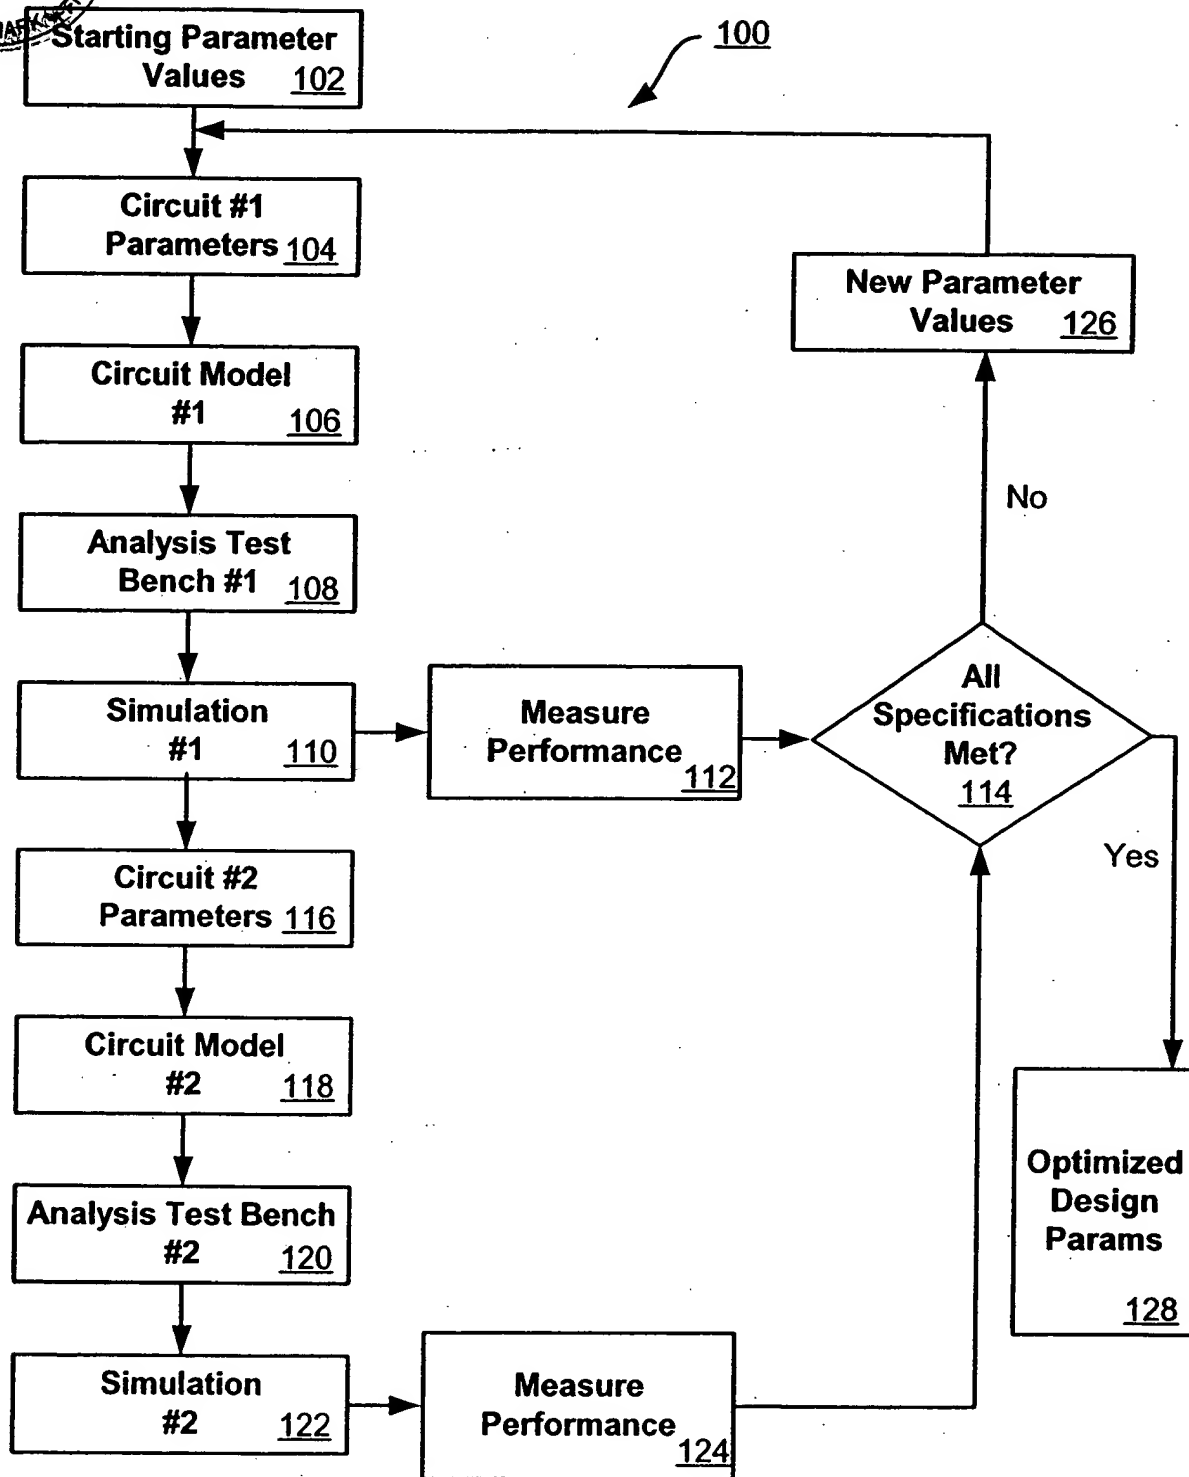 Starting Parameter
Values 102
100
Circuit #1
Parameters 104
New Parameter
Values 126
Circuit Model
#1 106
No
Analysis Test
Bench #1 108
All
Specifications
Met?
114
Simulation
#1 110
Measure
Performance 112
Yes
Circuit #2
Parameters 116
Circuit Model
#2 118
Optimized
Design
Params
128
Analysis Test Bench
#2 120
Simulation
#2 122
Measure
Performance 124